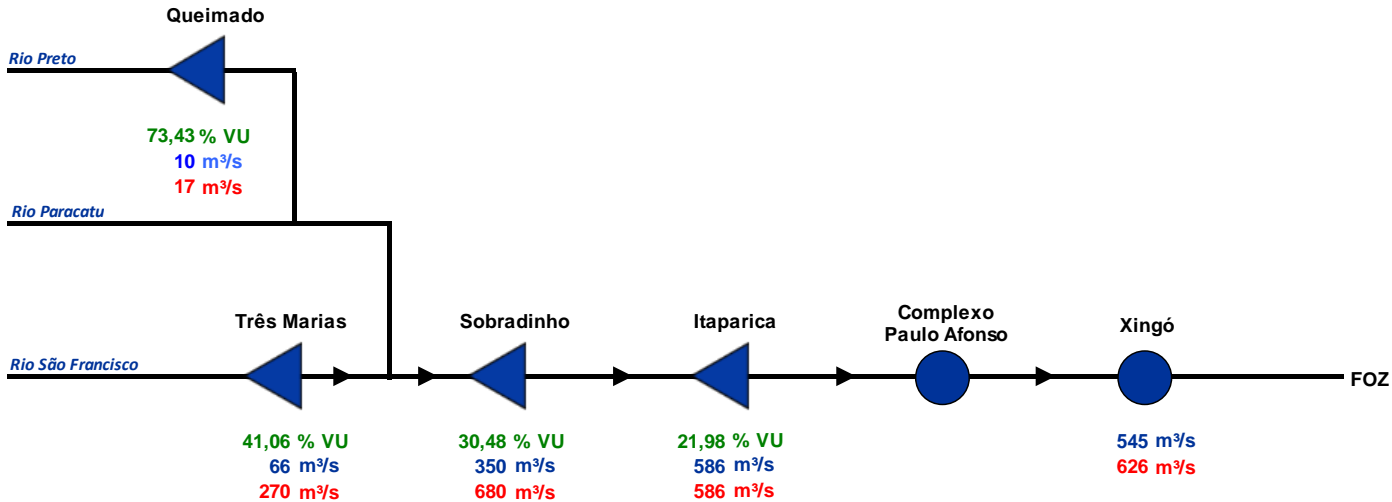 Queimado
Rio Preto
73,43 % VU
10 m³/s
17 m³/s
Rio Paracatu
Três Marias
Sobradinho
Itaparica
Complexo
Paulo Afonso
Xingó
Rio São Francisco
FOZ
41,06 % VU
66 m³/s
270 m³/s
30,48 % VU
350 m³/s
680 m³/s
21,98 % VU
586 m³/s
586 m³/s
545 m³/s
626 m³/s